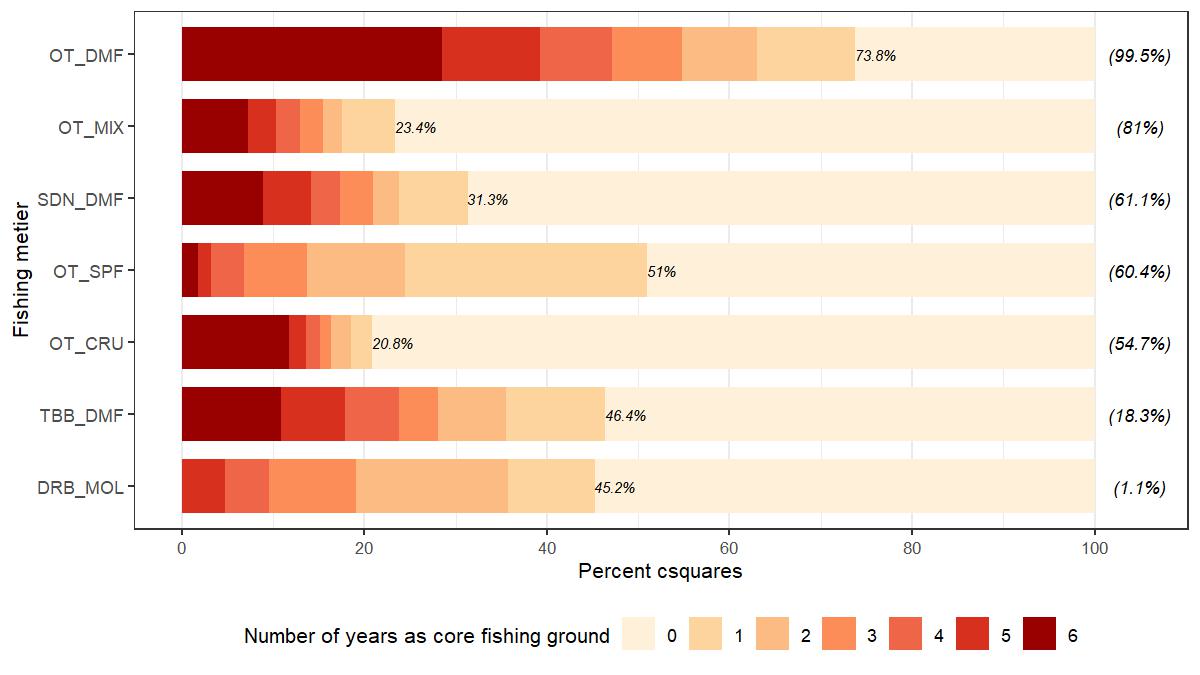 Fishing metier
OT_DMF 73.8% (99.5%)
OT_MIX 23.4% (81%)
SDN_DMF 31.3% (61.1%)
OT_SPF 51% (60.4%)
OT_CRU 20.8% (54.7%)
TBB_DMF 46.4% (18.3%)
DRB_MOL 45.2% (1.1%)
0 20 40 60 80 100
Percent csquares
Number of years as core fishing ground 0 1 2 3 4 5 6